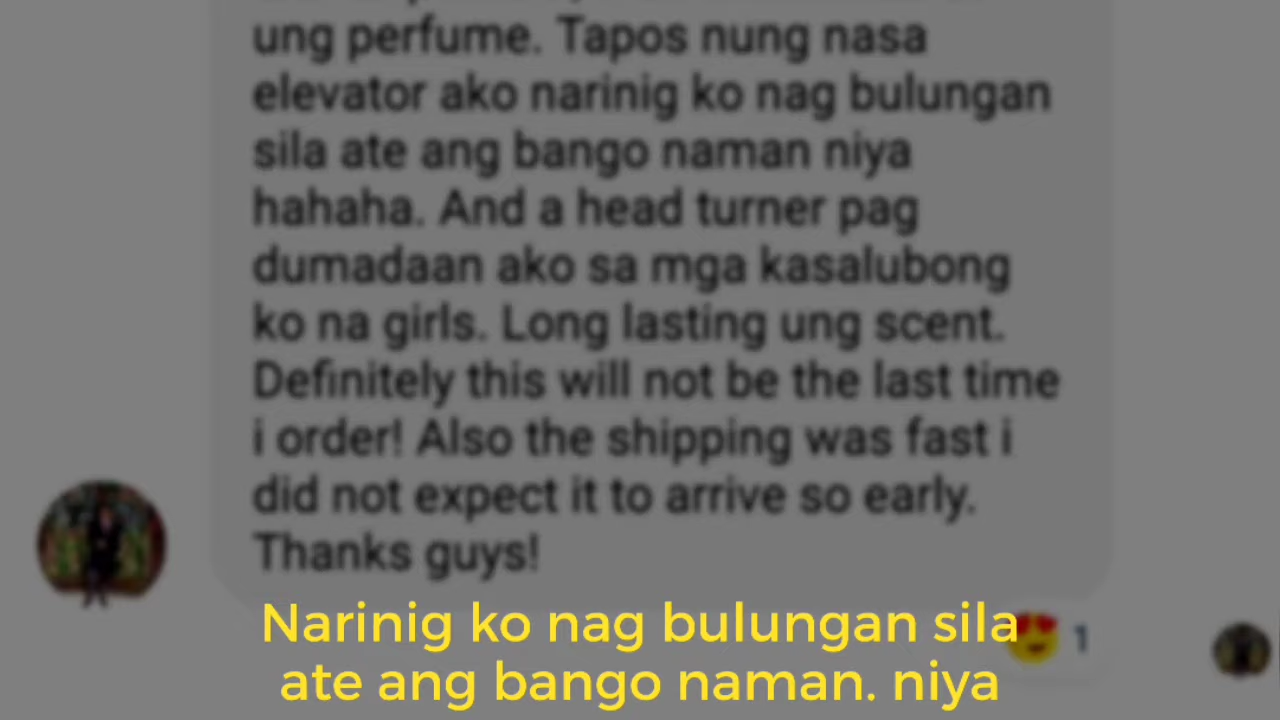 ung perfume. Tapos nung nasa
elevator ako narinig ko nag bulungan
sila ate ang bango naman niya
hahaha. And a head turner pag
dumadaan ako sa mga kasalubong
ko na girls. Long lasting ung scent.
Definitely this will not be the last time
i order! Also the shipping was fast i
did not expect it to arrive so early.
Thanks guys!
1
Narinig ko nag bulungan sila
ate ang bango naman. niya